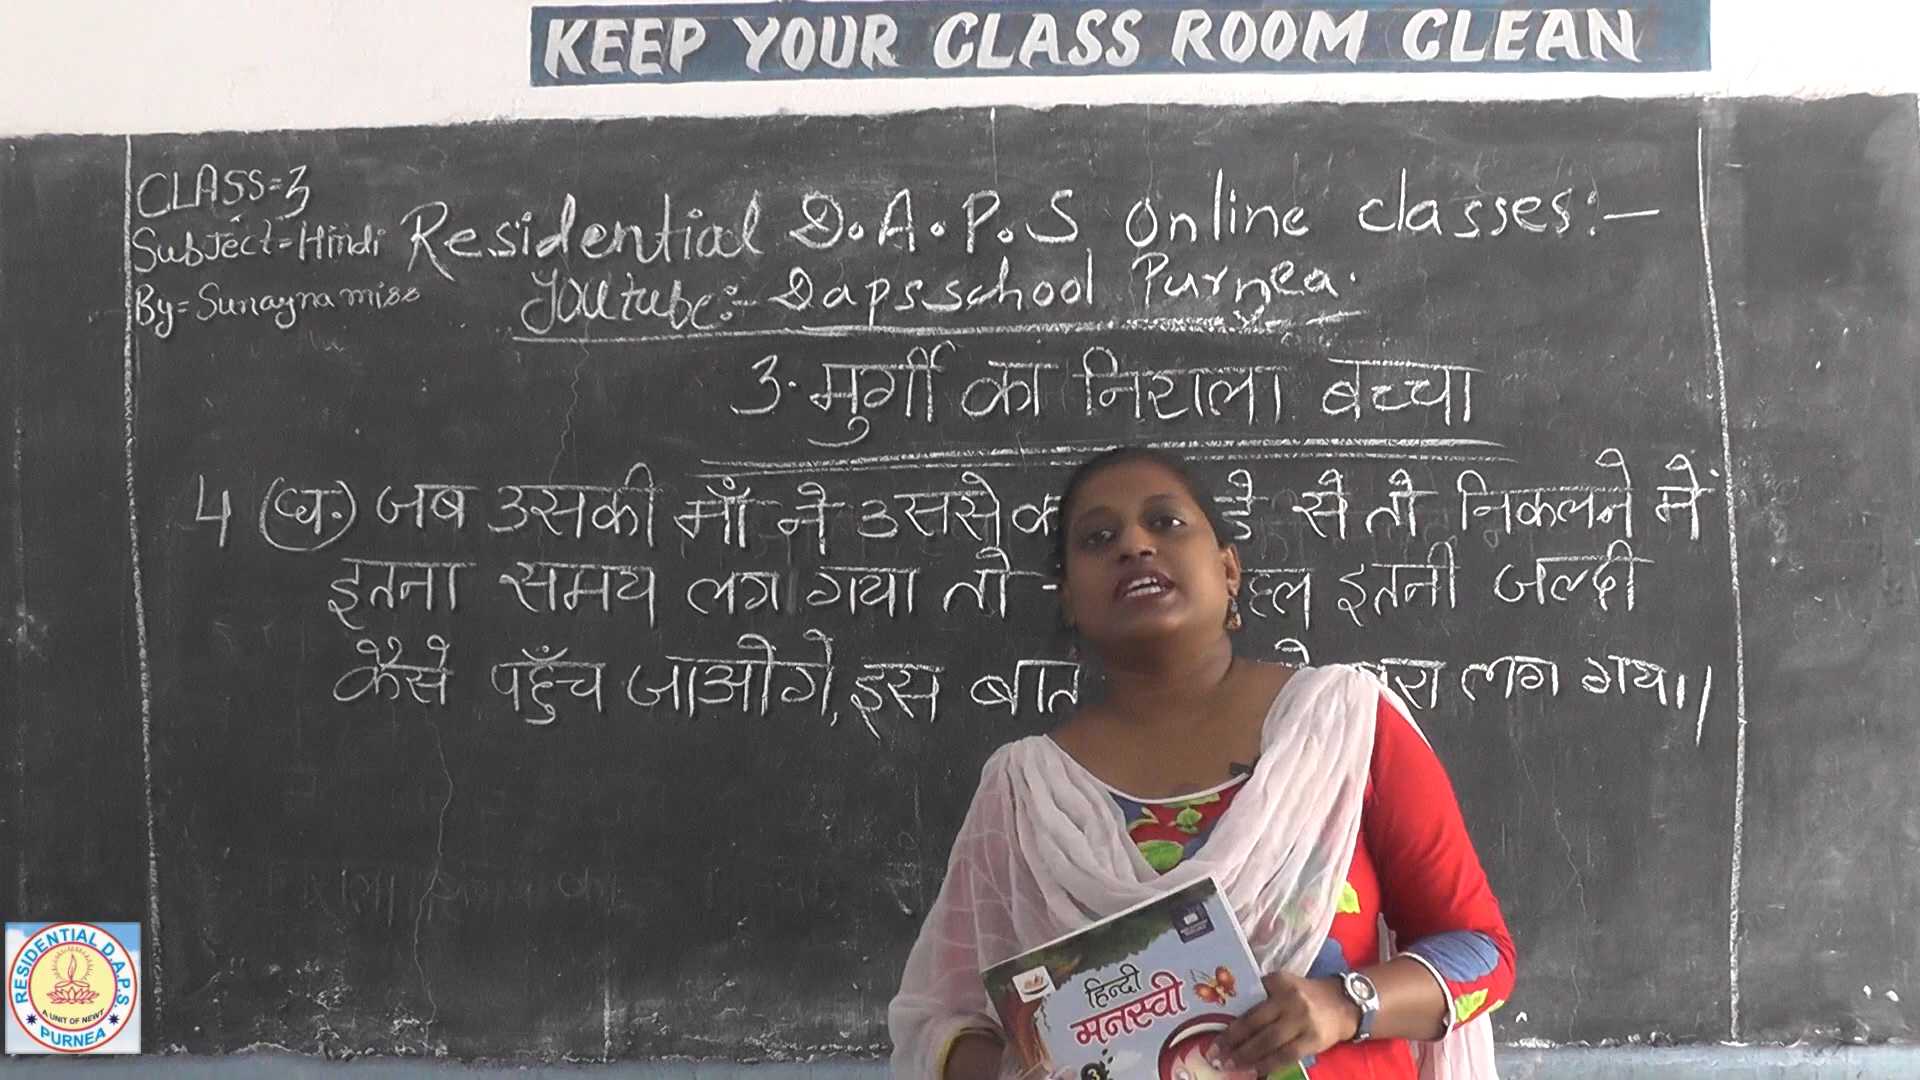 KEEP YOUR CLASS ROOM CLEAN
CLASS=3
Subject=Hindi
By=Sunayna miss
Residential D.A.P.S Online classes:-
Youtube:- Dapsschool Purnea.
3. मुर्गी का निराला बच्चा
4 (घ.) जब उसकी माँ ने उससे से तो निकलने में
इतना समय लग गया तो इतनी जल्दी
कैसे पहुँच जाओगे, इस बात लग गया।
हिन्दी
मनस्वी
3
RESIDENTIAL D.A.P.S.
A UNIT OF NEWT
PURNEA